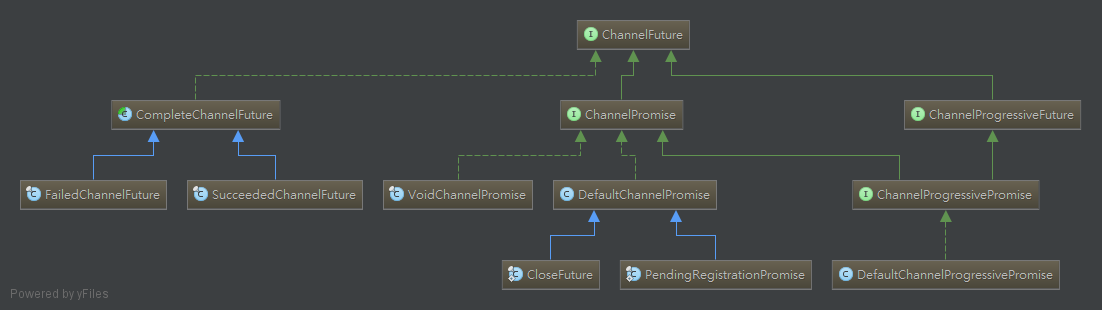 ChannelFuture
CompleteChannelFuture
ChannelPromise
ChannelProgressiveFuture
FailedChannelFuture
SucceededChannelFuture
VoidChannelPromise
DefaultChannelPromise
ChannelProgressivePromise
CloseFuture
PendingRegistrationPromise
DefaultChannelProgressivePromise
Powered by yFiles